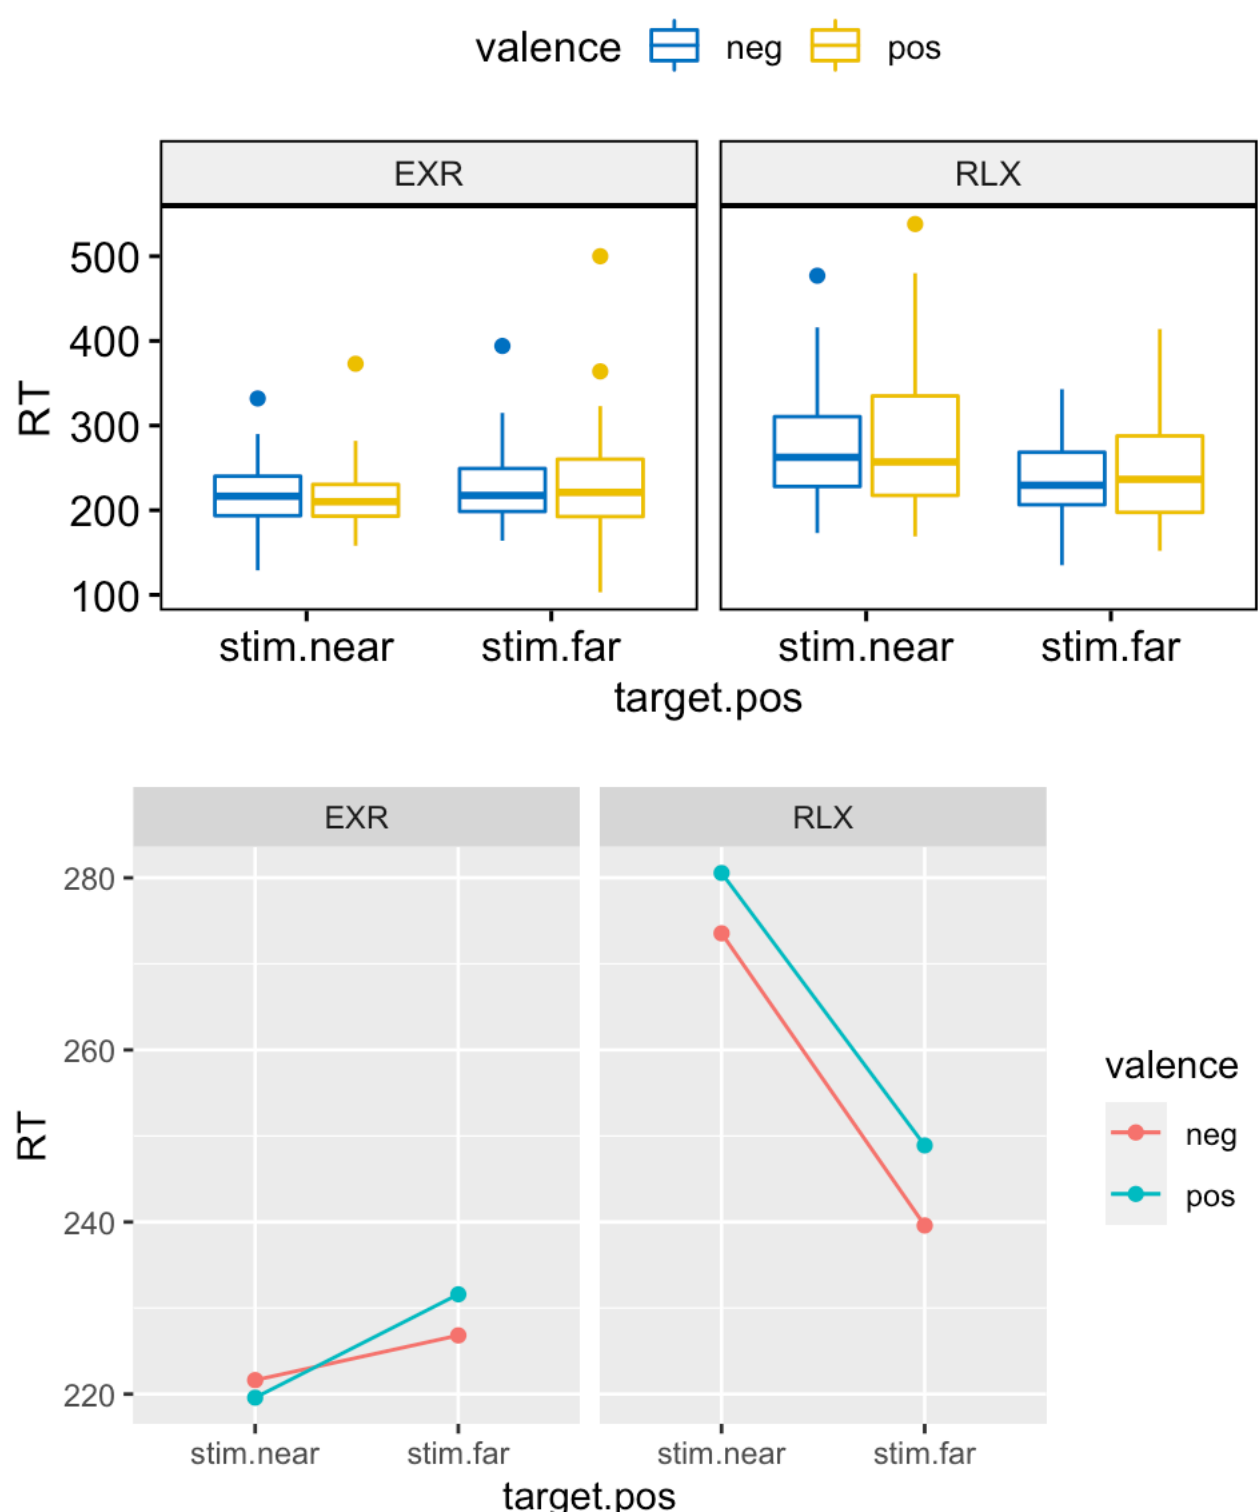 valence neg pos
EXR RLX
500
400
300
200
100
RT
stim.near stim.far stim.near stim.far
target.pos
EXR RLX
280
260
240
220
RT
valence
neg
pos
stim.near stim.far stim.near stim.far
target.pos